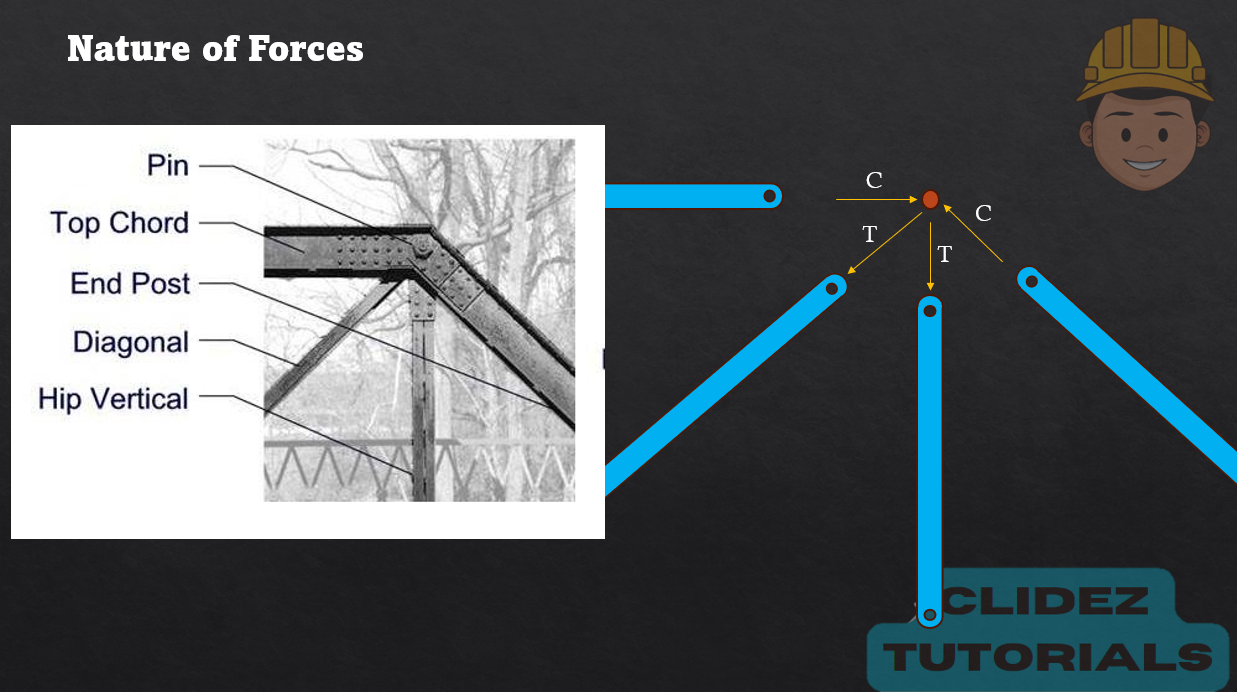 Nature of Forces
Pin
Top Chord
End Post
Diagonal
Hip Vertical
C
C
T
T
CLIDEZ
TUTORIALS